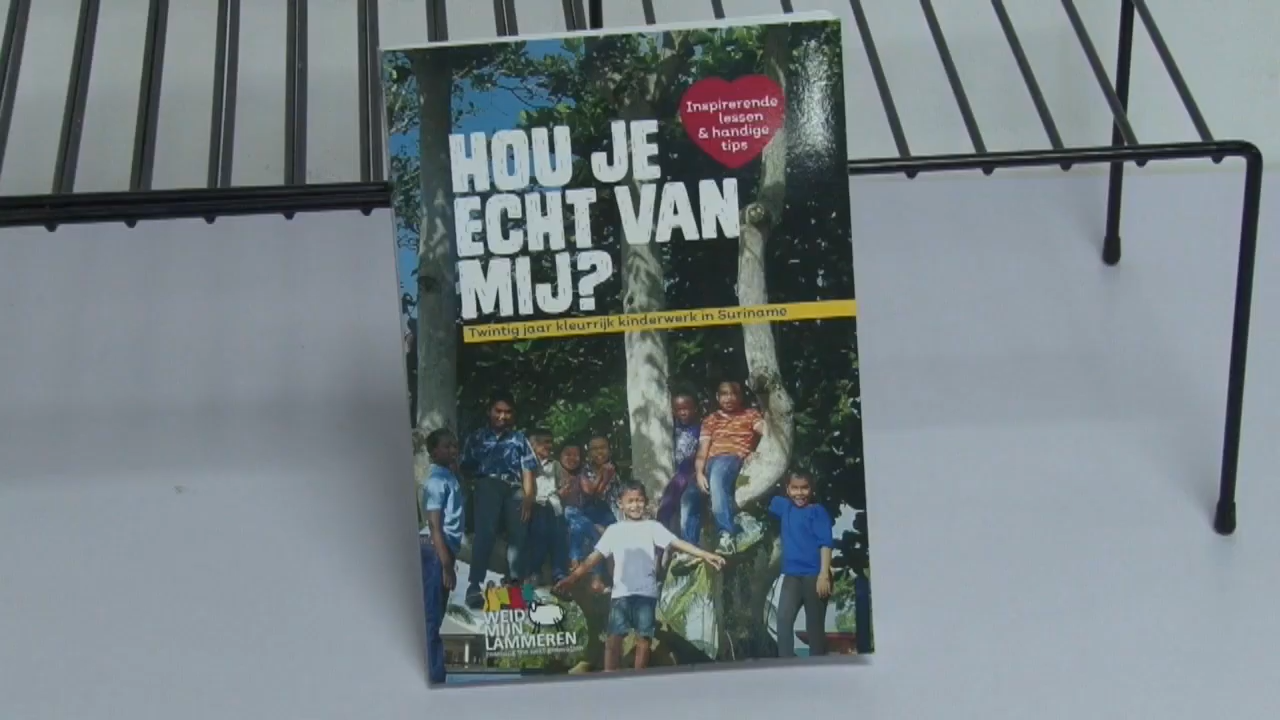 Inspirerende
lessen
& handige
tips
HOU JE
ECHT VAN
MIJ?
Twintig jaar kleurrijk kinderwerk in Suriname
WEID
MIJN
LAMMEREN